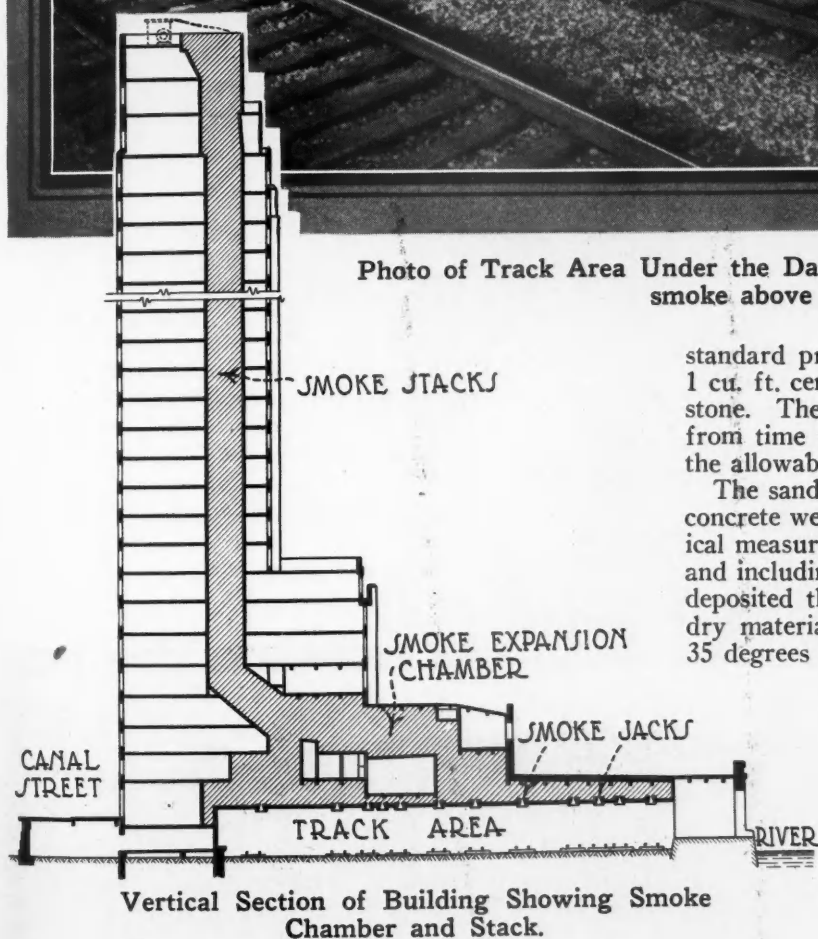 Photo of Track Area Under the Da
smoke above
SMOKE STACKS
standard pr
1 cu. ft. cen
stone. The
from time
the allowab
The sand
concrete we
ical measur
and includin
deposited th
dry materia
35 degrees
SMOKE EXPANSION
CHAMBER
SMOKE JACKS
CANAL
STREET
TRACK AREA
RIVER
Vertical Section of Building Showing Smoke
Chamber and Stack.